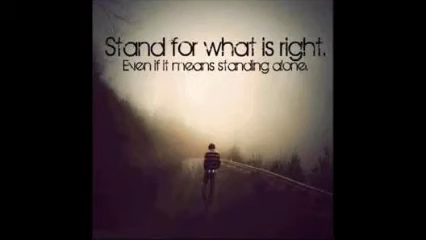 Stand for what is right.
Even if it means standing alone.